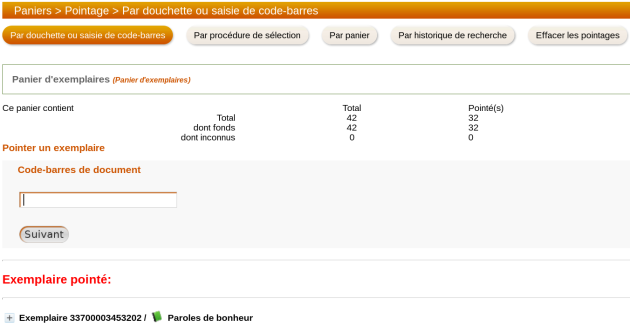 Paniers > Pointage > Par douchette ou saisie de code-barres
Par douchette ou saisie de code-barres Par procédure de sélection Par panier Par historique de recherche Effacer les pointages
Panier d'exemplaires (Panier d'exemplaires)
Ce panier contient Total Pointé(s)
Total 42 32
dont fonds 42 32
dont inconnus 0 0
Pointer un exemplaire
Code-barres de document
Suivant
Exemplaire pointé:
Exemplaire 33700003453202 / Paroles de bonheur